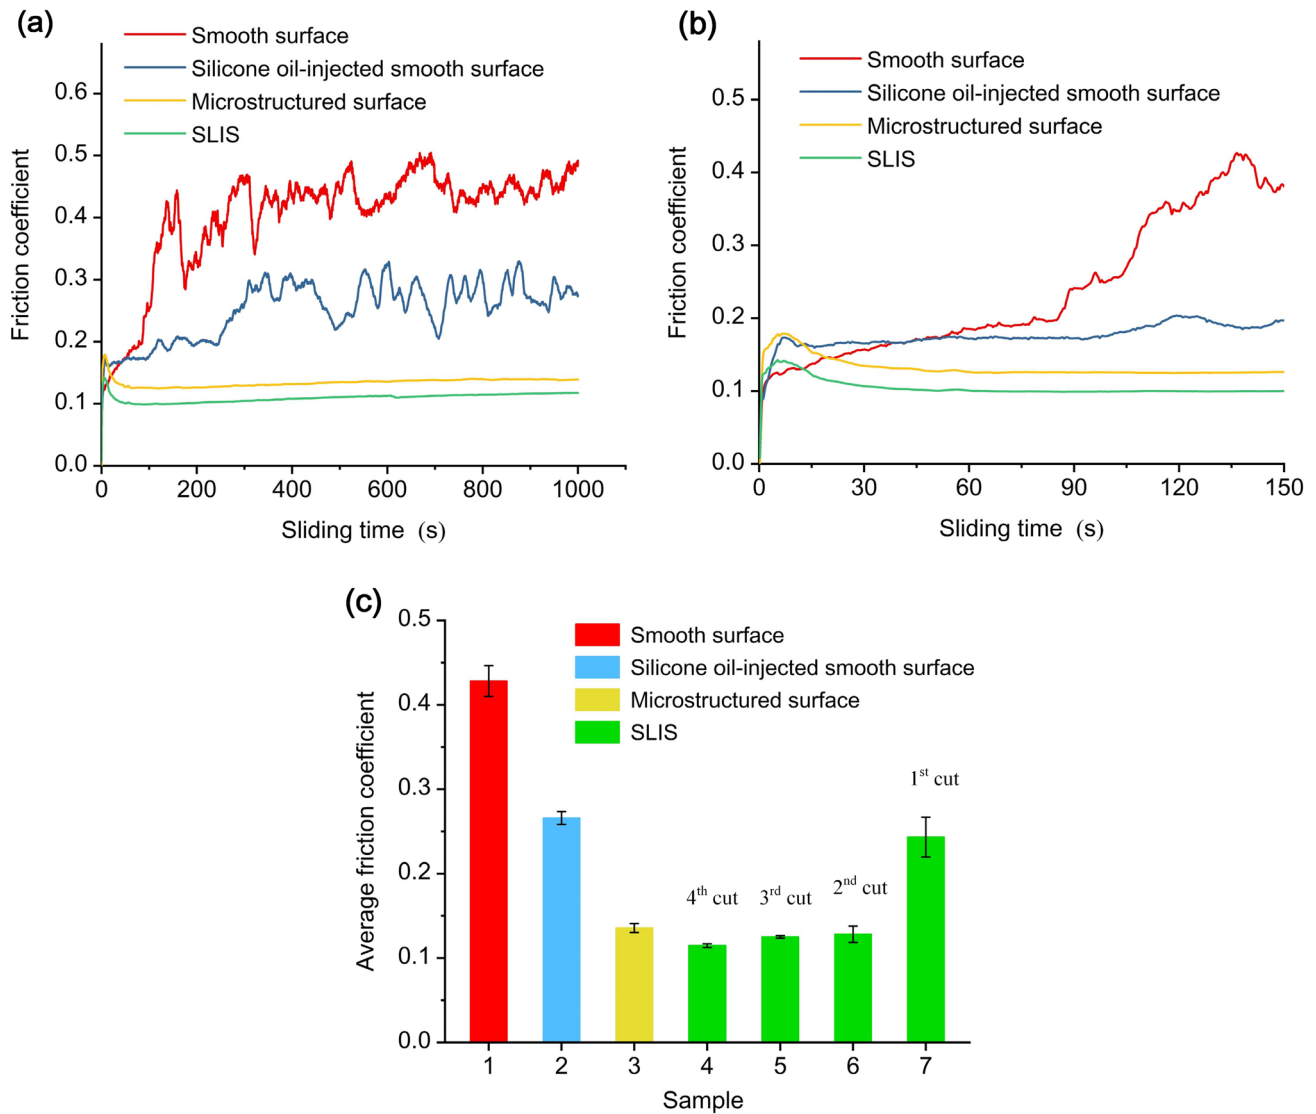 (a)
Smooth surface
Silicone oil-injected smooth surface
Microstructured surface
SLIS
Friction coefficient
0.6
0.5
0.4
0.3
0.2
0.1
0.0
0
200
400
600
800
1000
Sliding time (s)
(b)
Smooth surface
Silicone oil-injected smooth surface
Microstructured surface
SLIS
Friction coefficient
0.5
0.4
0.3
0.2
0.1
0.0
0
30
60
90
120
150
Sliding time (s)
(c)
Smooth surface
Silicone oil-injected smooth surface
Microstructured surface
SLIS
Average friction coefficient
0.5
0.4
0.3
0.2
0.1
0.0
4th cut
3rd cut
2nd cut
1st cut
1
2
3
4
5
6
7
Sample